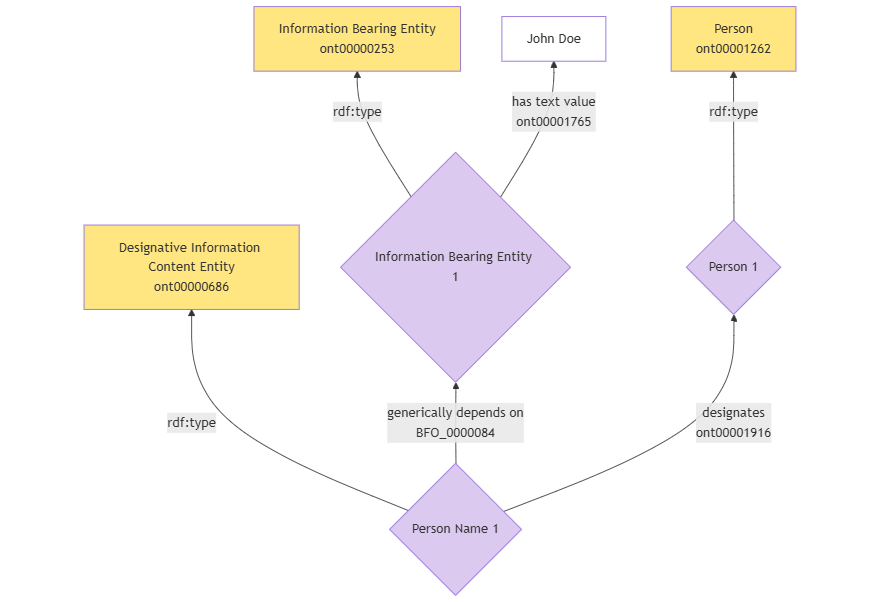 Information Bearing Entity
ont00000253
John Doe
Person
ont00001262
rdf:type
has text value
ont00001765
rdf:type
Designative Information
Content Entity
ont00000686
Information Bearing Entity
1
Person 1
rdf:type
generically depends on
BFO_0000084
designates
ont00001916
Person Name 1